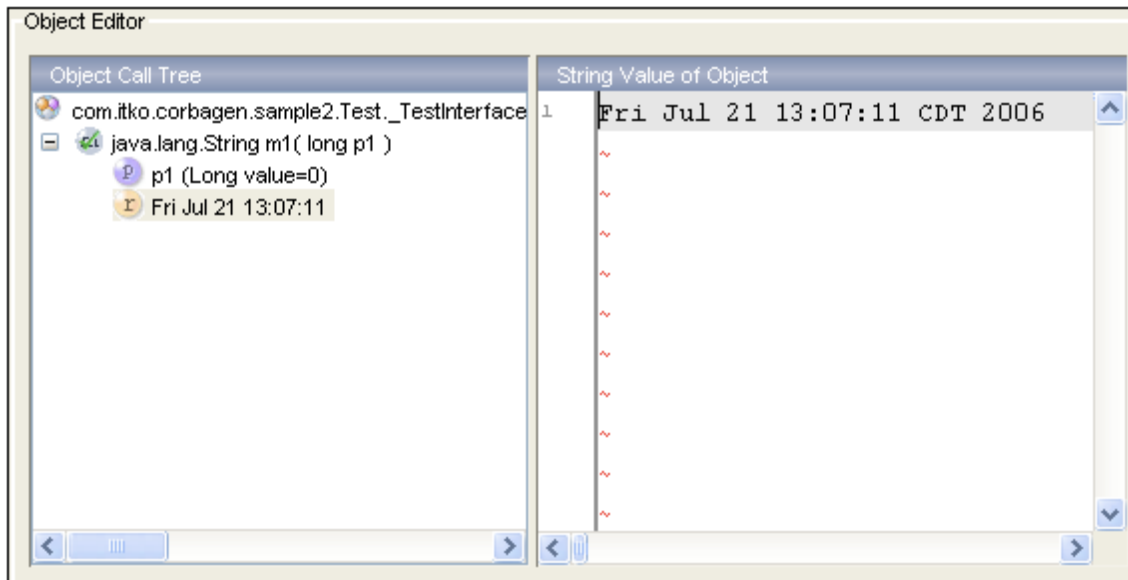 Object Editor
Object Call Tree
com.itko.corbagen.sample2.Test._TestInterface
java.lang.String m1( long p1 )
P p1 (Long value=0)
r Fri Jul 21 13:07:11
String Value of Object
1 Fri Jul 21 13:07:11 CDT 2006
~
~
~
~
~
~
~
~
~
~